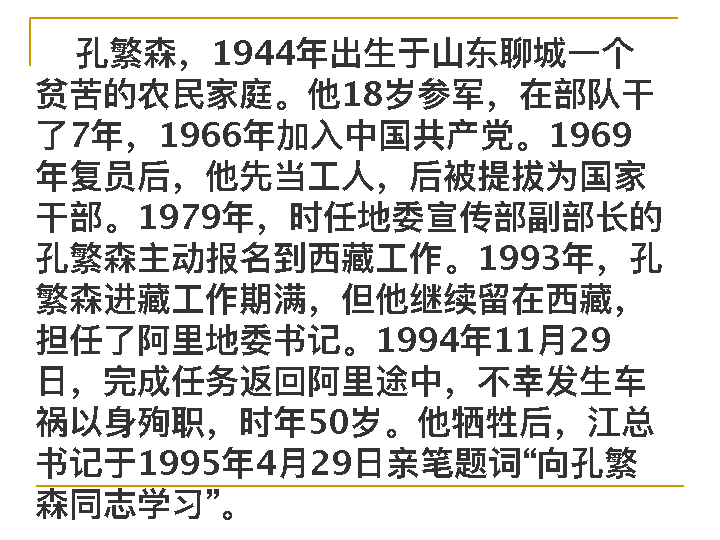 孔繁森，1944年出生于山东聊城一个
贫苦的农民家庭。他18岁参军，在部队干
了7年，1966年加入中国共产党。1969
年复员后，他先当工人，后被提拔为国家
干部。1979年，时任地委宣传部副部长的
孔繁森主动报名到西藏工作。1993年，孔
繁森进藏工作期满，但他继续留在西藏，
担任了阿里地委书记。1994年11月29
日，完成任务返回阿里途中，不幸发生车
祸以身殉职，时年50岁。他牺牲后，江总
书记于1995年4月29日亲笔题词“向孔繁
森同志学习”。